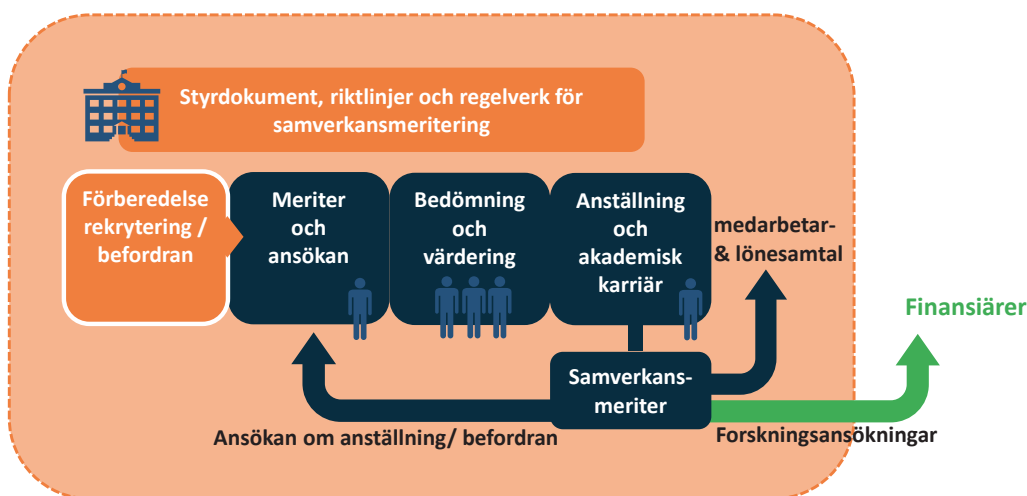 Styrdokument, riktlinjer och regelverk för
samverkansmeritering
Förberedelse
rekrytering /
befordran
Meriter
och
ansökan
Bedömning
och
värdering
Anställning
och
akademisk
karriär
medarbetar-
& lönesamtal
Finansiärer
Samverkans-
meriter
Ansökan om anställning/ befordran
Forskningsansökningar